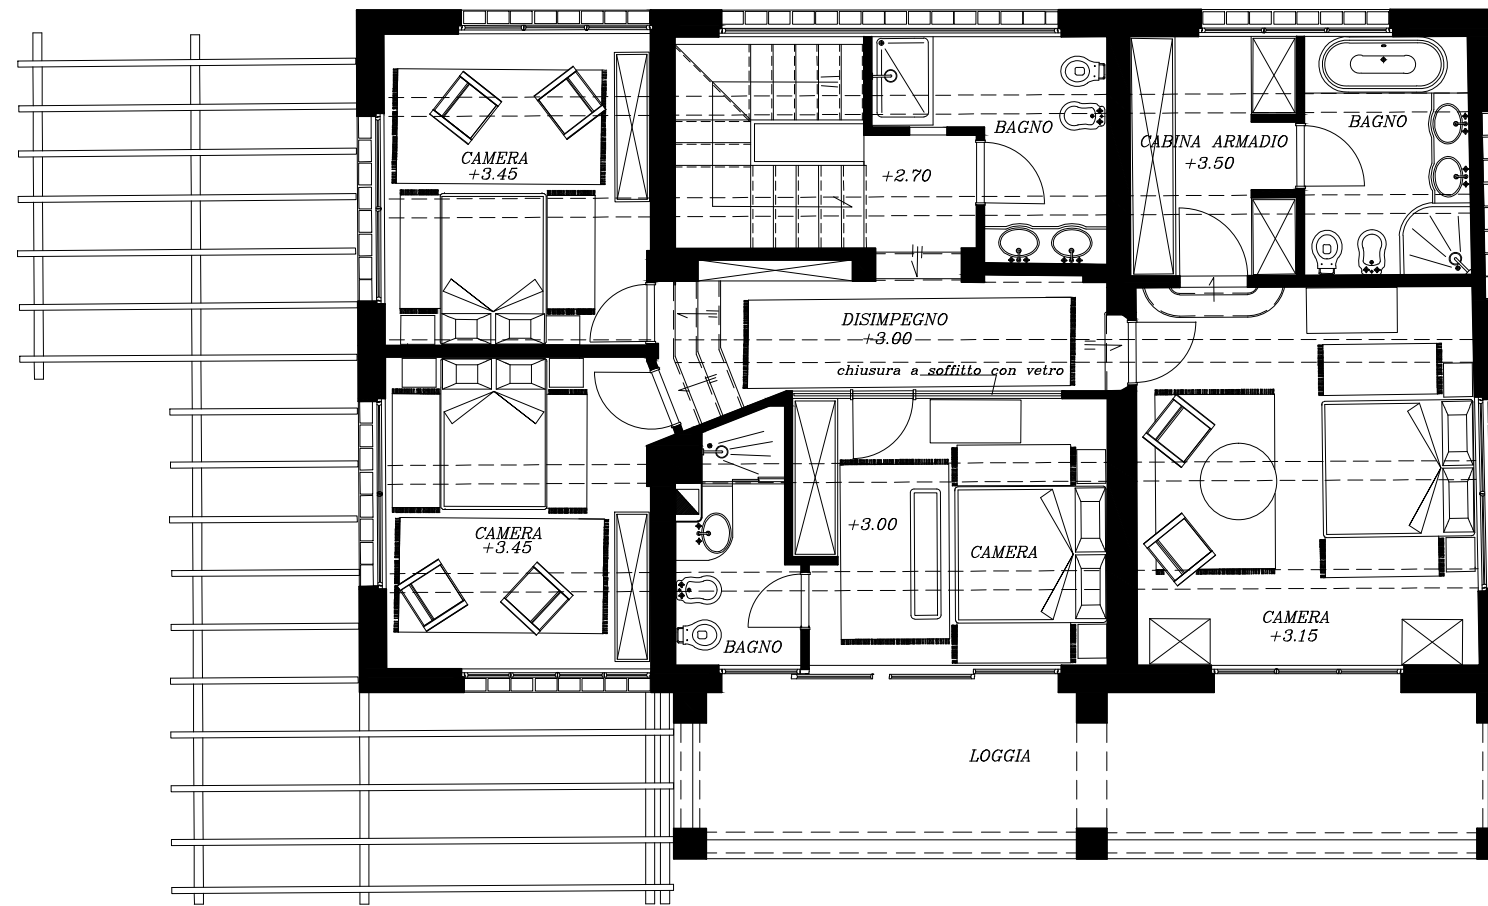 BAGNO
BAGNO
CABINA ARMADIO
+3.50
CAMERA
+3.45
+2.70
DISIMPEGNO
+3.00
chiusura a soffitto con vetro
CAMERA
+3.45
+3.00
CAMERA
BAGNO
CAMERA
+3.15
LOGGIA